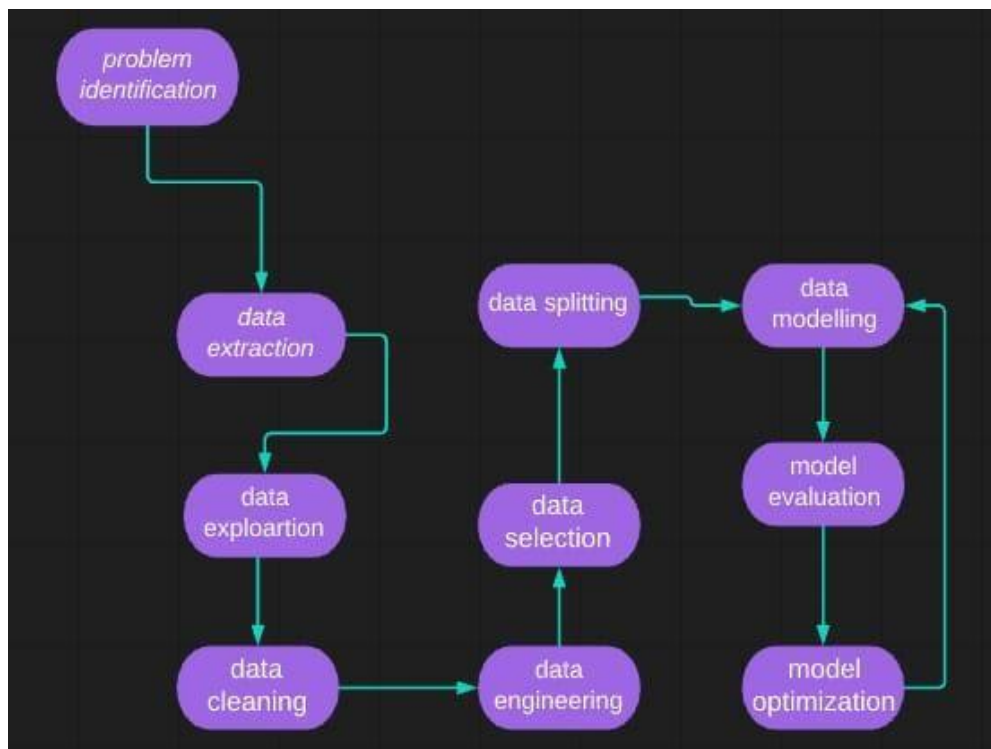 problem
identification
data
extraction
data
exploartion
data
cleaning
data
engineering
data
selection
data splitting
data
modelling
model
evaluation
model
optimization